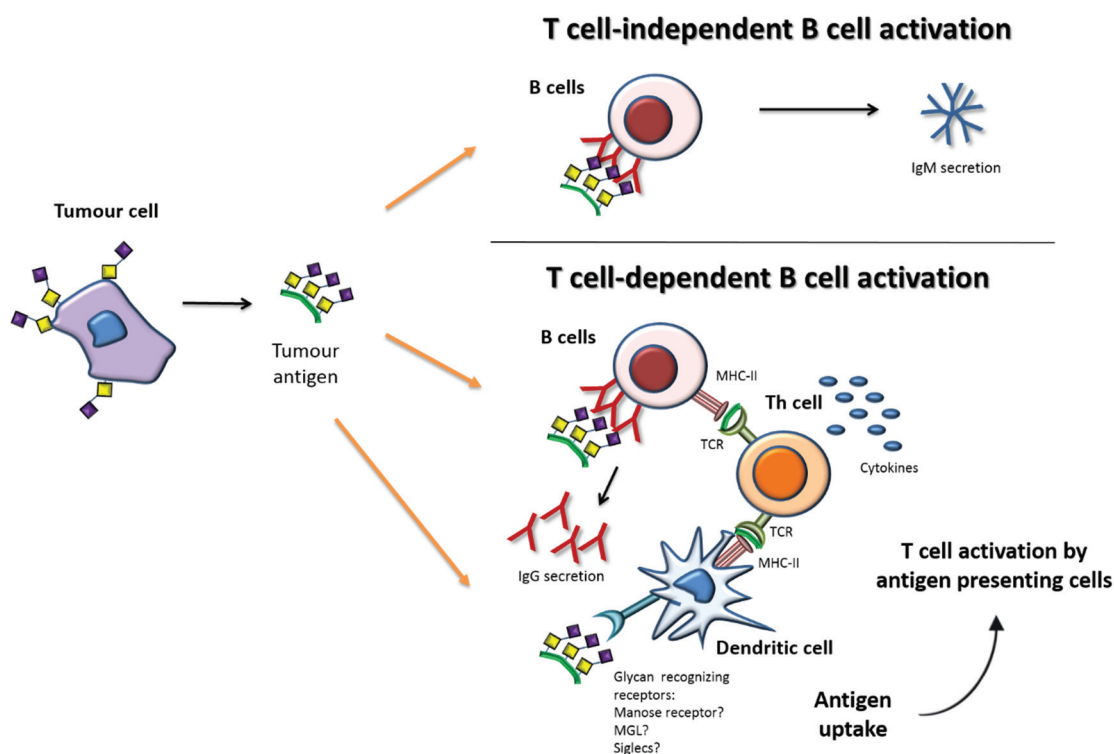 T cell-independent B cell activation
B cells
IgM secretion
Tumour cell
Tumour
antigen
T cell-dependent B cell activation
B cells
MHC-II
Th cell
TCR
Cytokines
IgG secretion
TCR
MHC-II
T cell activation by
antigen presenting cells
Dendritic cell
Glycan recognizing
receptors:
Manose receptor?
MGL?
Siglecs?
Antigen
uptake